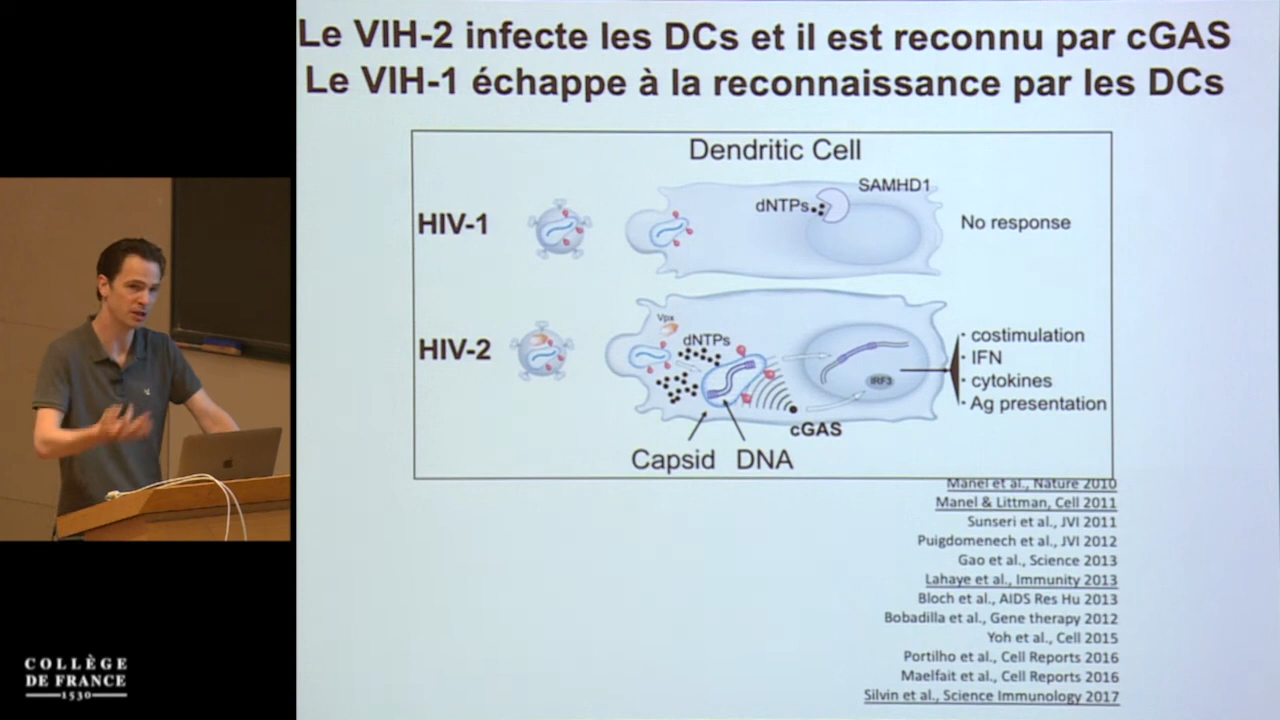 Le VIH-2 infecte les DCs et il est reconnu par cGAS
Le VIH-1 échappe à la reconnaissance par les DCs
Dendritic Cell
SAMHD1
dNTPs
HIV-1
No response
Vpx
dNTPs
HIV-2
IRF3
· costimulation
· IFN
· cytokines
· Ag presentation
cGAS
Capsid DNA
Manel et al., Nature 2010
Manel & Littman, Cell 2011
Sunseri et al., JVI 2011
Puigdomenech et al., JVI 2012
Gao et al., Science 2013
Lahaye et al., Immunity 2013
Bloch et al., AIDS Res Hu 2013
Bobadilla et al., Gene therapy 2012
Yoh et al., Cell 2015
Portilho et al., Cell Reports 2016
Maelfait et al., Cell Reports 2016
Silvin et al., Science Immunology 2017
COLLÈGE
DE FRANCE
1530